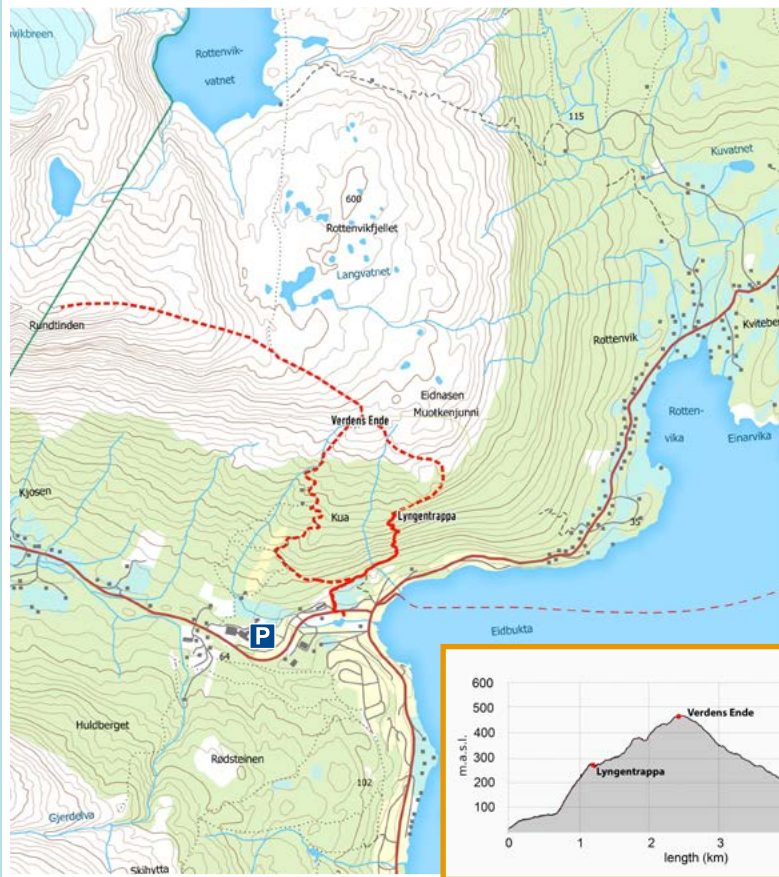 vikbreen
Rottenvik-
vatnet
115
Kuvatnet
600
Rottenvikfjellet
Langvatnet
Rundtinden
Rottenvik
Eidnasen
Muotkenjunni
Verdens Ende
Rotten-
vika
Einarvika
Kjosen
Kua
Lyngentrappa
35
P
64
Eidbukta
Huldberget
Rødsteinen
102
Gjerdelva
Skihytta
600
500
400
300
200
100
m.a.s.l.
Verdens Ende
Lyngentrappa
0
1
2
3
length (km)